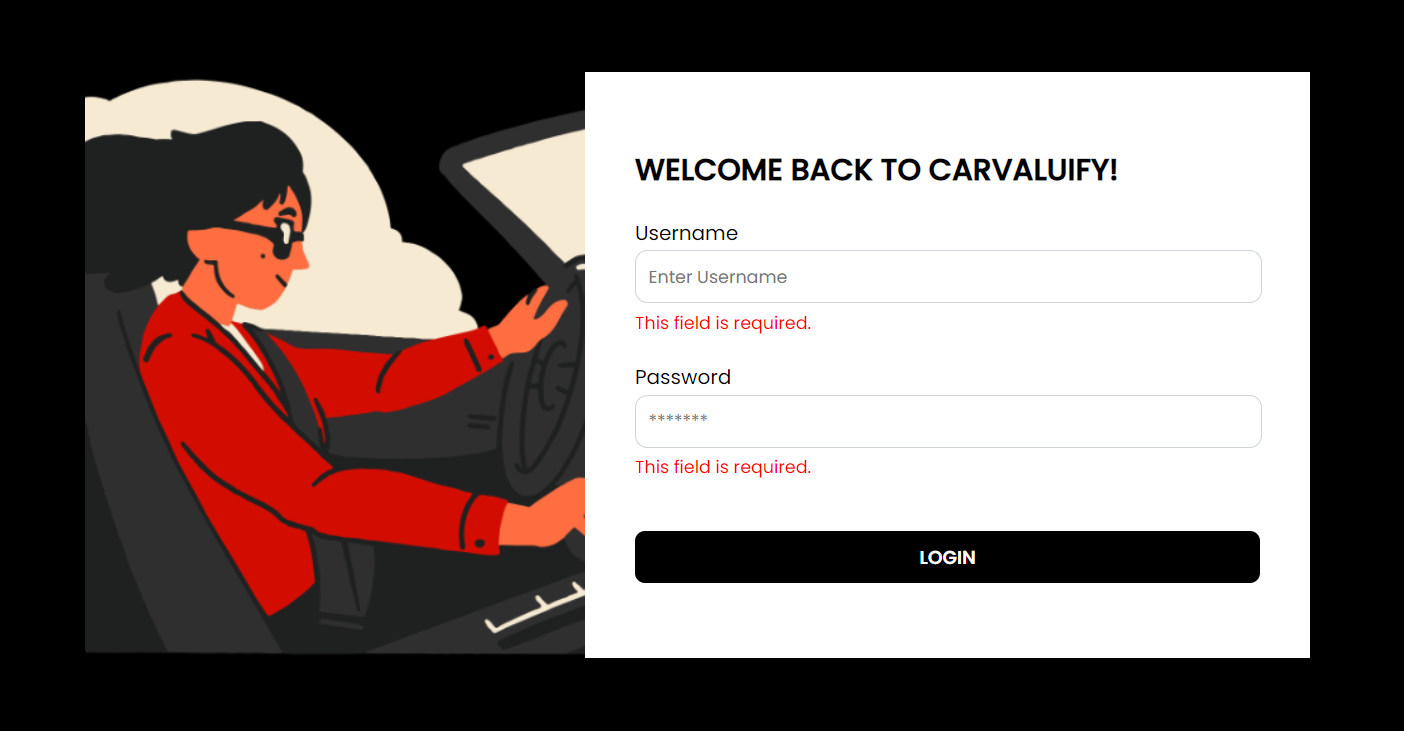 WELCOME BACK TO CARVALUIFY!
Username
Enter Username
This field is required.
Password
*******
This field is required.
LOGIN